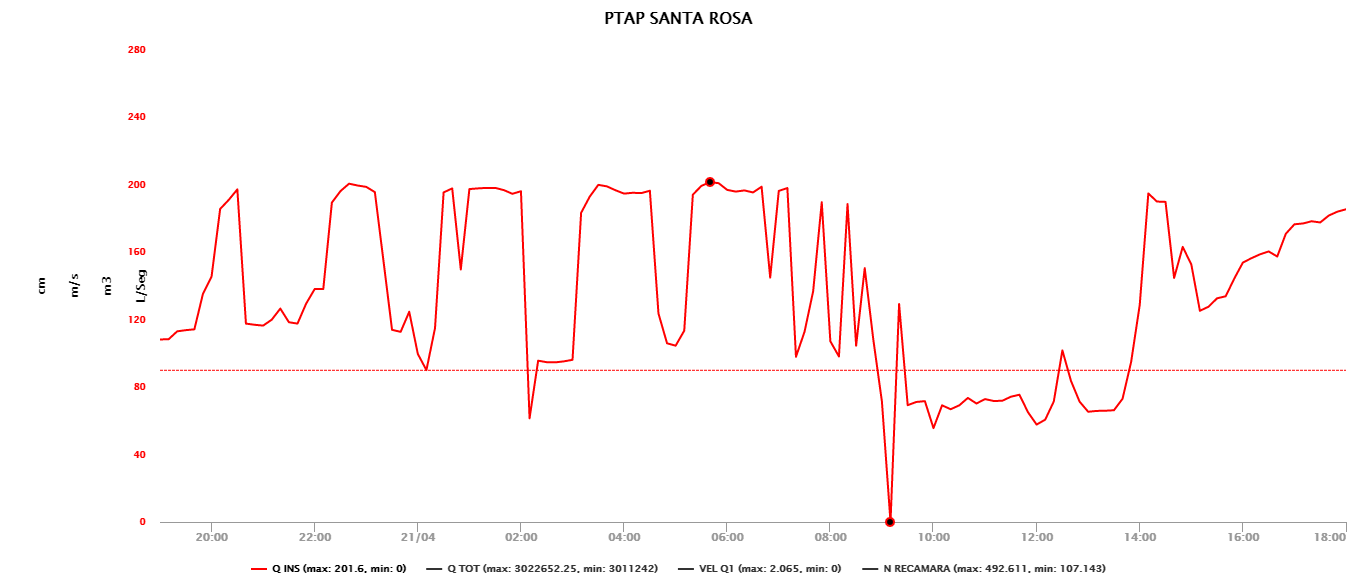 PTAP SANTA ROSA
280
240
200
160
120
80
40
0
cm
m/s
m3
L/Seg
20:00 22:00 21/04 02:00 04:00 06:00 08:00 10:00 12:00 14:00 16:00 18:00
Q INS (max: 201.6, min: 0) Q TOT (max: 3022652.25, min: 3011242) VEL Q1 (max: 2.065, min: 0) N RECAMARA (max: 492.611, min: 107.143)